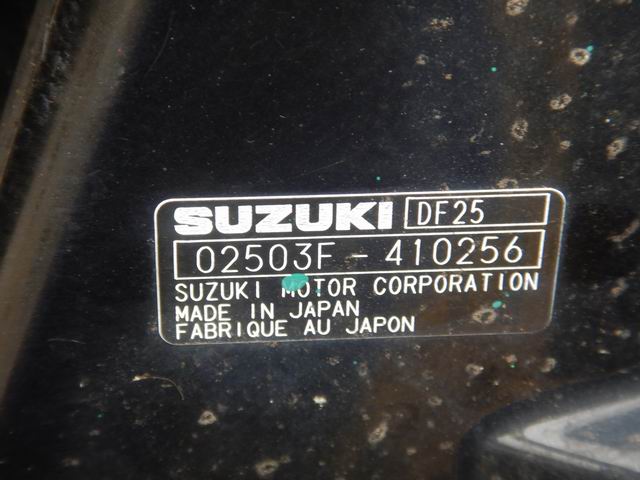 SUZUKI DF25
02503F-410256
SUZUKI MOTOR CORPORATION
MADE IN JAPAN
FABRIQUE AU JAPON